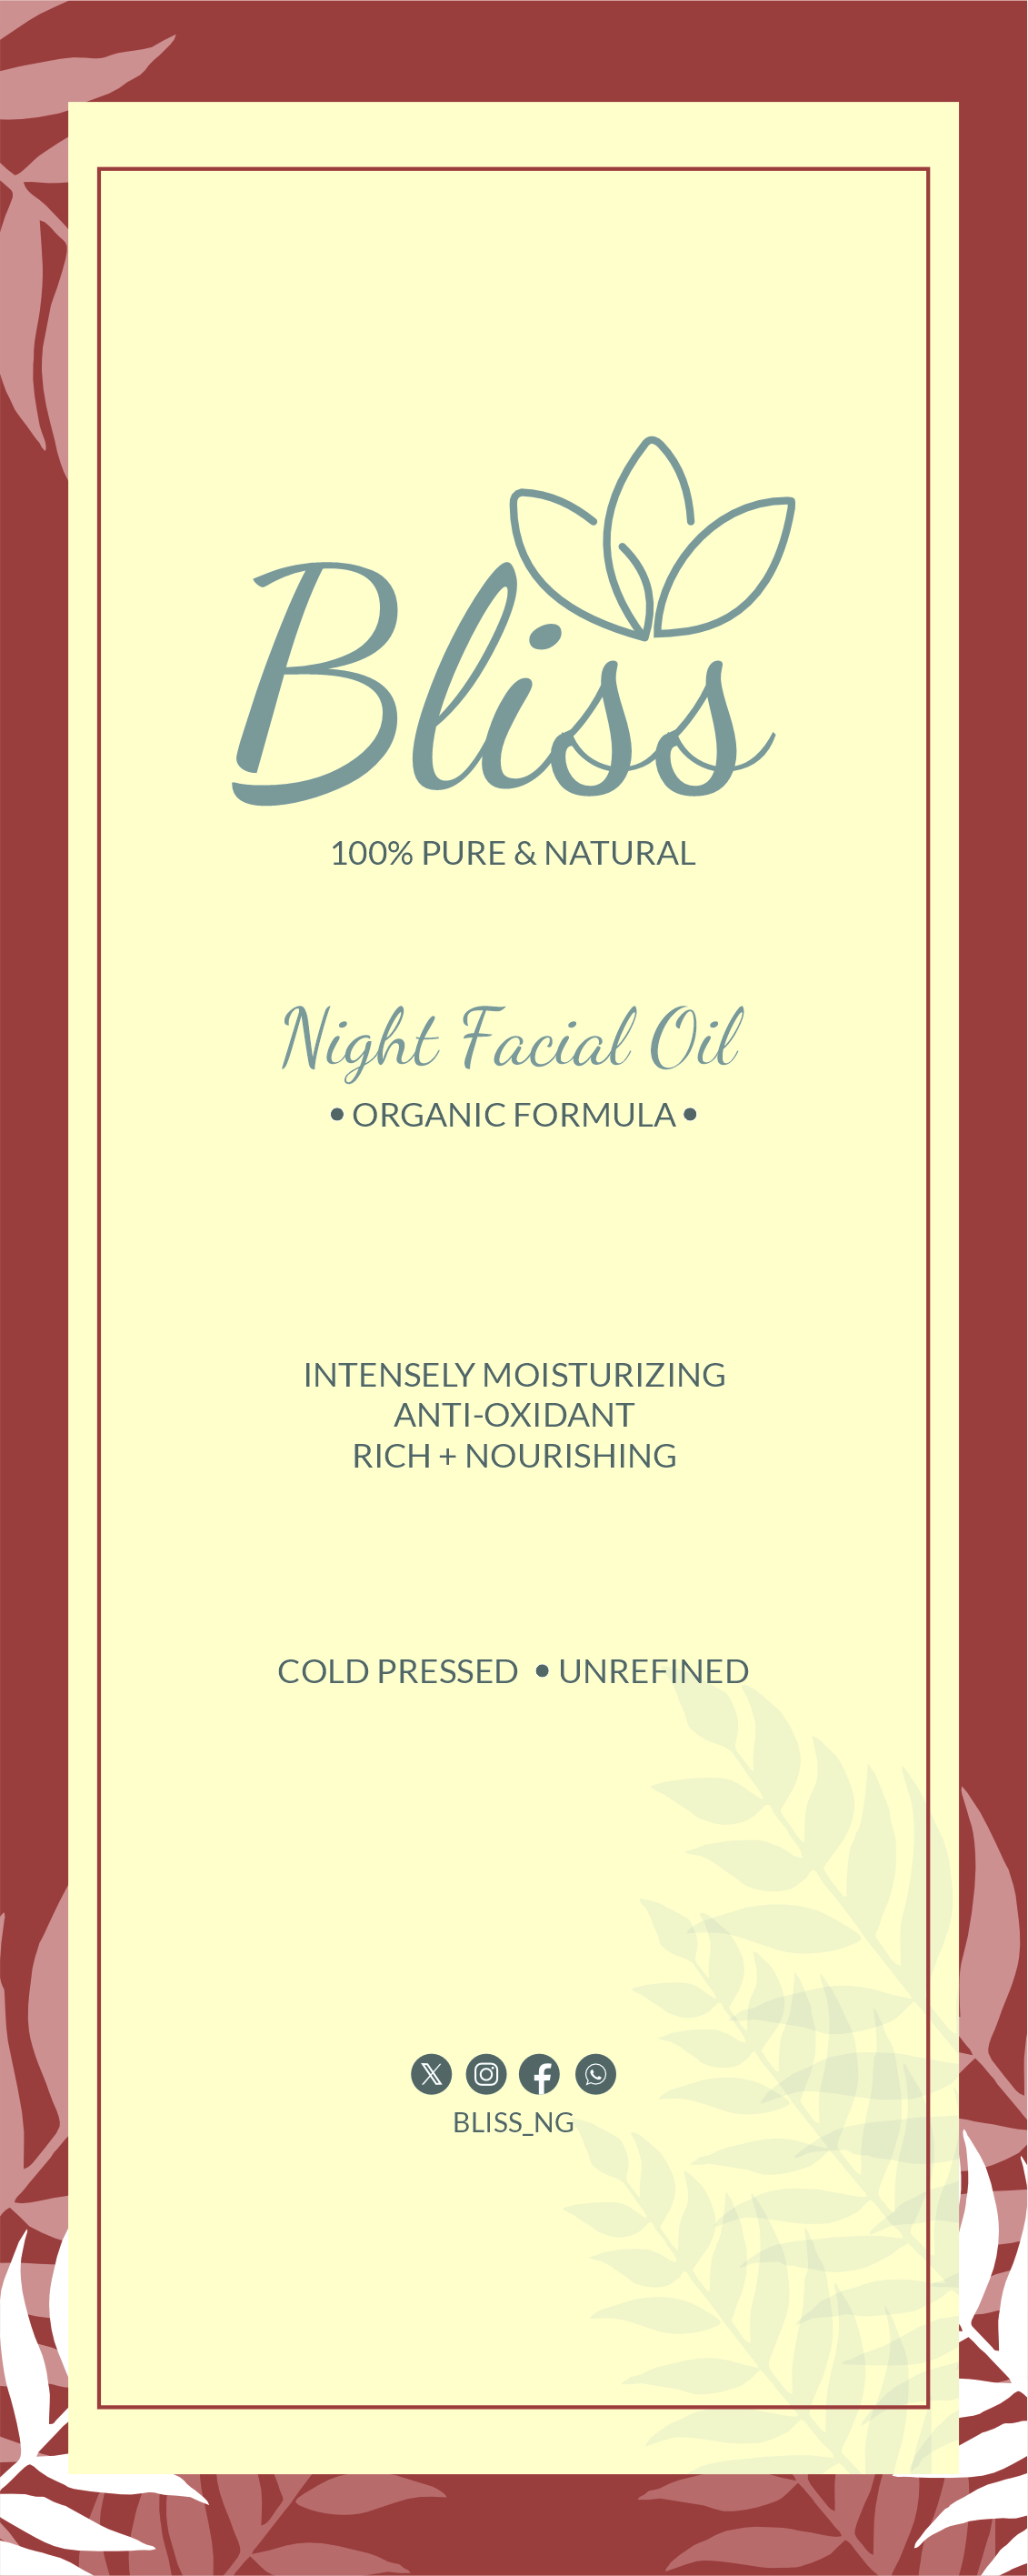 Bliss
100% PURE & NATURAL
Night Facial Oil
• ORGANIC FORMULA •
INTENSELY MOISTURIZING
ANTI-OXIDANT
RICH + NOURISHING
COLD PRESSED • UNREFINED
BLISS_NG